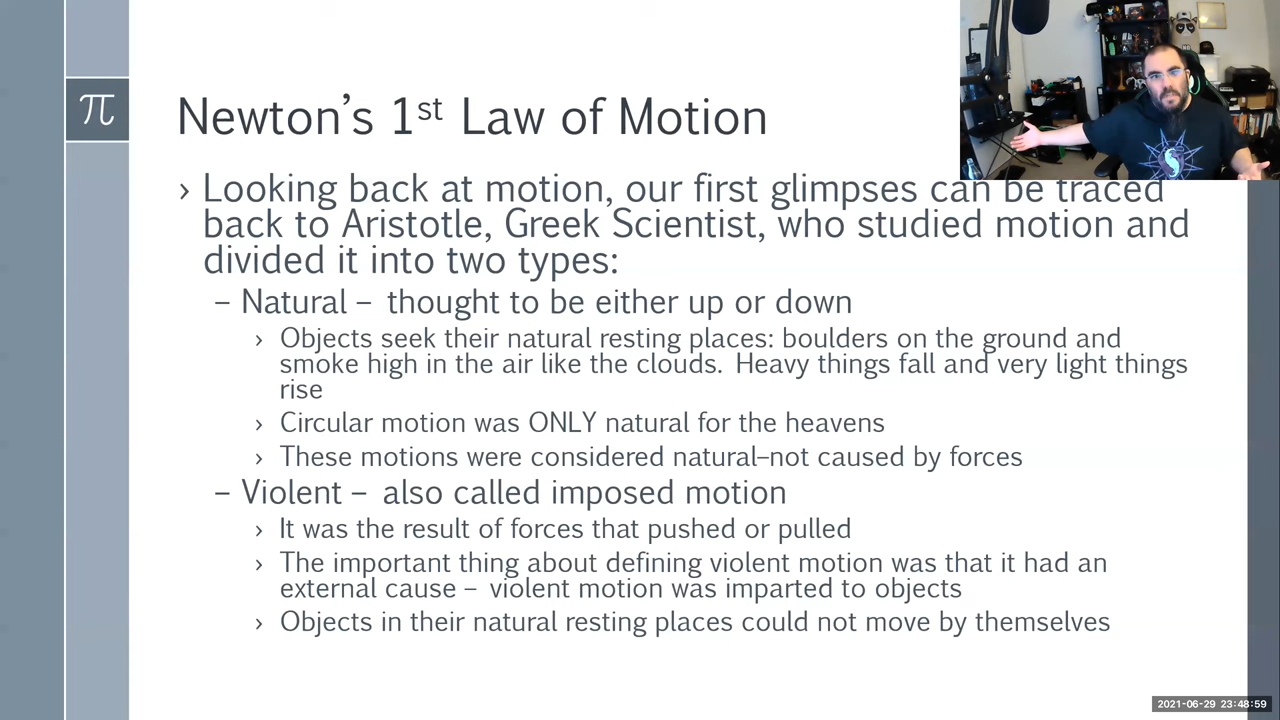 π
Newton's 1st Law of Motion
› Looking back at motion, our first glimpses can be traced
back to Aristotle, Greek Scientist, who studied motion and
divided it into two types:
– Natural – thought to be either up or down
› Objects seek their natural resting places: boulders on the ground and
smoke high in the air like the clouds. Heavy things fall and very light things
rise
› Circular motion was ONLY natural for the heavens
› These motions were considered natural–not caused by forces
– Violent – also called imposed motion
› It was the result of forces that pushed or pulled
› The important thing about defining violent motion was that it had an
external cause – violent motion was imparted to objects
› Objects in their natural resting places could not move by themselves
2021-06-29 23:48:59